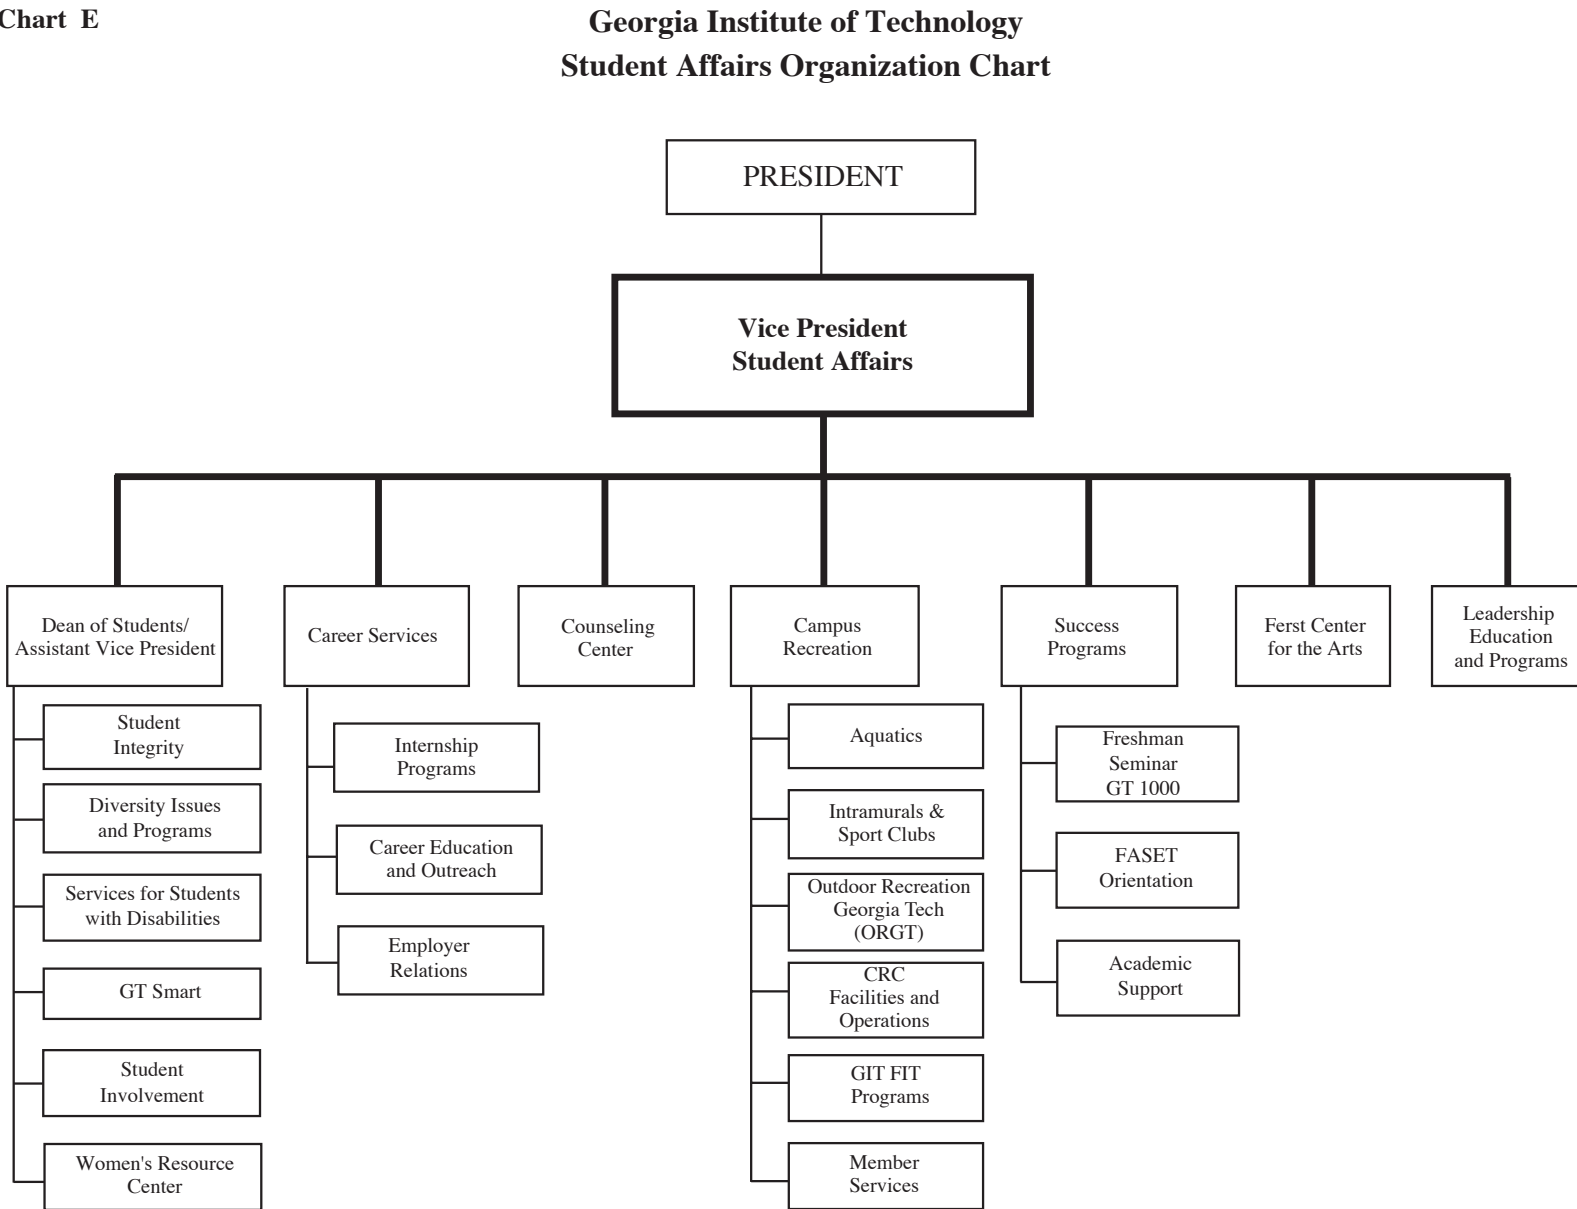 Chart E
Georgia Institute of Technology
Student Affairs Organization Chart
PRESIDENT
Vice President
Student Affairs
Dean of Students/
Assistant Vice President
Career Services
Counseling
Center
Campus
Recreation
Success
Programs
Ferst Center
for the Arts
Leadership
Education
and Programs
Student
Integrity
Diversity Issues
and Programs
Services for Students
with Disabilities
GT Smart
Student
Involvement
Women's Resource
Center
Internship
Programs
Career Education
and Outreach
Employer
Relations
Aquatics
Intramurals &
Sport Clubs
Outdoor Recreation
Georgia Tech
(ORGT)
CRC
Facilities and
Operations
GIT FIT
Programs
Member
Services
Freshman
Seminar
GT 1000
FASET
Orientation
Academic
Support